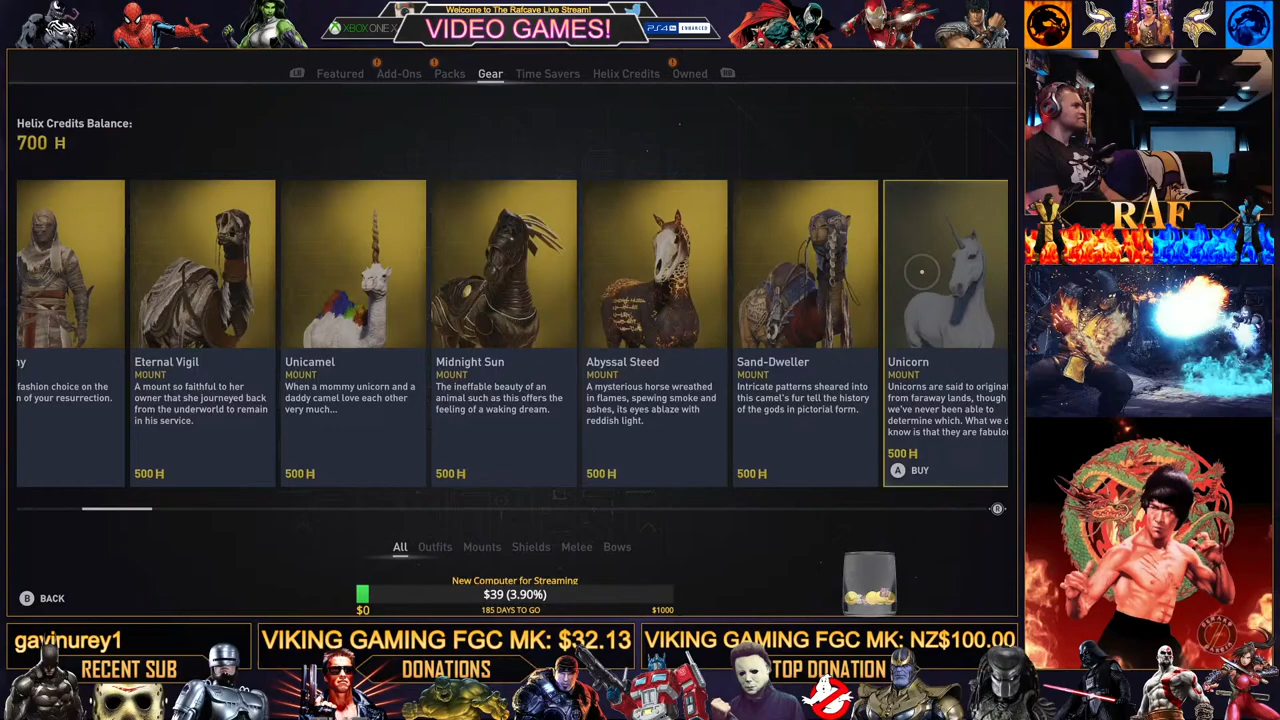 Welcome to The Rafcave Live Stream!
XBOX ONE X
VIDEO GAMES!
PS4 PRO ENHANCED
LB Featured Add-Ons Packs Gear Time Savers Helix Credits Owned RB
Helix Credits Balance:
700
ny
fashion choice on the
n of your resurrection.
Eternal Vigil
MOUNT
A mount so faithful to her
owner that she journeyed back
from the underworld to remain
in his service.
500
Unicamel
MOUNT
When a mommy unicorn and a
daddy camel love each other
very much...
500
Midnight Sun
MOUNT
The ineffable beauty of an
animal such as this offers the
feeling of a waking dream.
500
Abyssal Steed
MOUNT
A mysterious horse wreathed
in flames, spewing smoke and
ashes, its eyes ablaze with
reddish light.
500
Sand-Dweller
MOUNT
Intricate patterns sheared into
this camel's fur tell the history
of the gods in pictorial form.
500
Unicorn
MOUNT
Unicorns are said to originat
from faraway lands, though
we've never been able to
determine which. What we d
know is that they are fabulou
500
A BUY
R
All Outfits Mounts Shields Melee Bows
B BACK
New Computer for Streaming
$39 (3.90%)
$0 185 DAYS TO GO $1000
RAF
gavinurey1
RECENT SUB
VIKING GAMING FGC MK: $32.13
DONATIONS
VIKING GAMING FGC MK: NZ$100.00
TOP DONATION